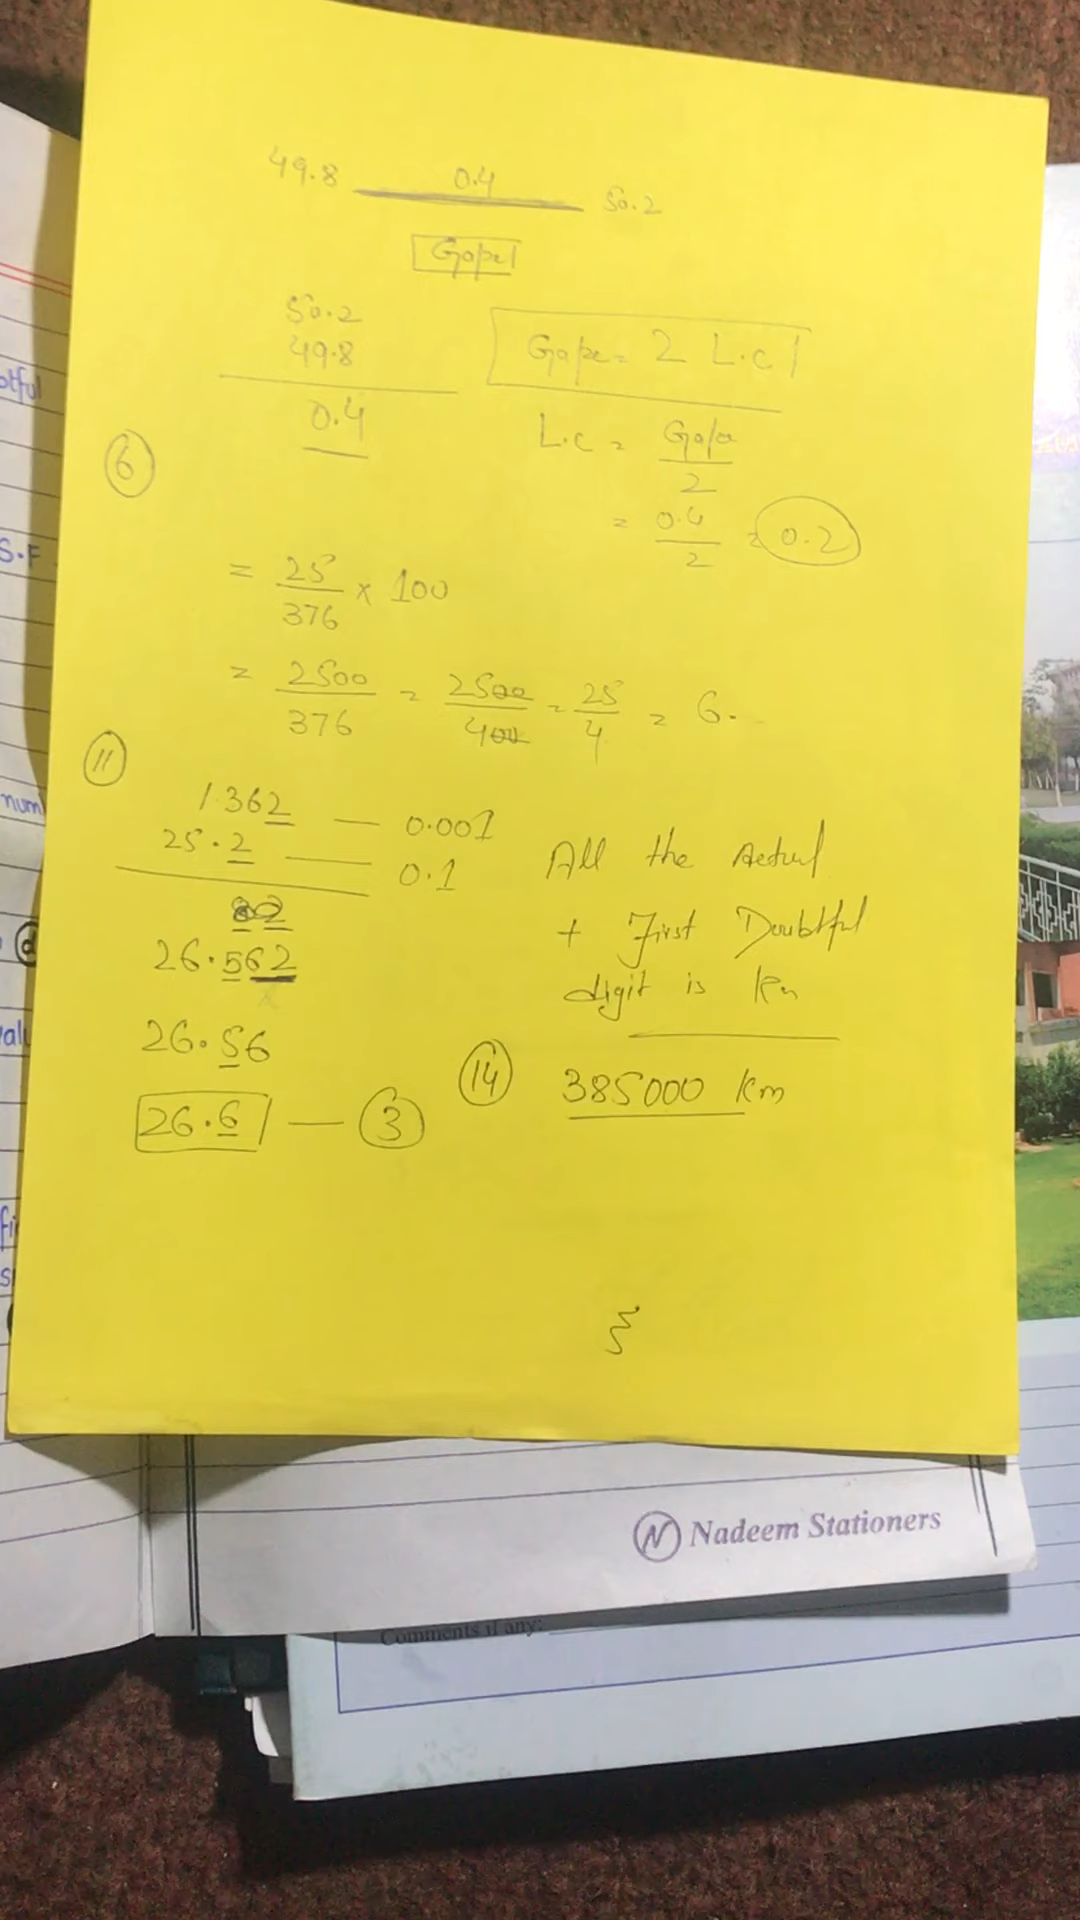 49.8 0.4 50.2
Gape
50.2
49.8
0.4
Gape = 2 L.c
L.c = Gape/2
= 0.4/2 = 0.2
6
= 25/376 × 100
= 2500/376 = 2500/400 = 25/4 = 6.
11
1.362 — 0.001
25.2 — 0.1
26.562
26.56
26.6 — 3
All the Actual
+ First Doubtful
digit is
14 385000 Km
S.F
N Nadeem Stationers
Comments if any: